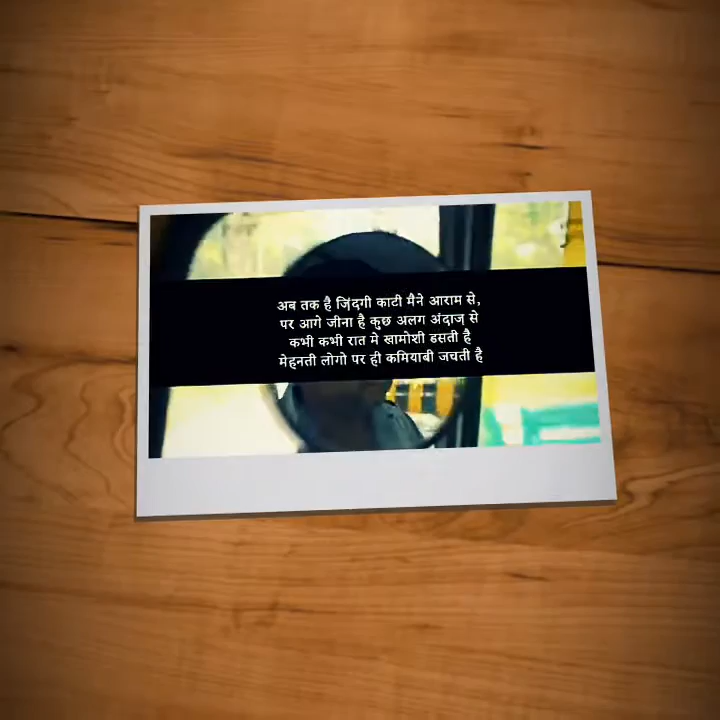 अब तक है जिंदगी काटी मैने आराम से,
पर आगे जीना है कुछ अलग अंदाज़ से
कभी कभी रात मे खामोशी डसती है
मेहनती लोगो पर ही कमियाबी जचती है